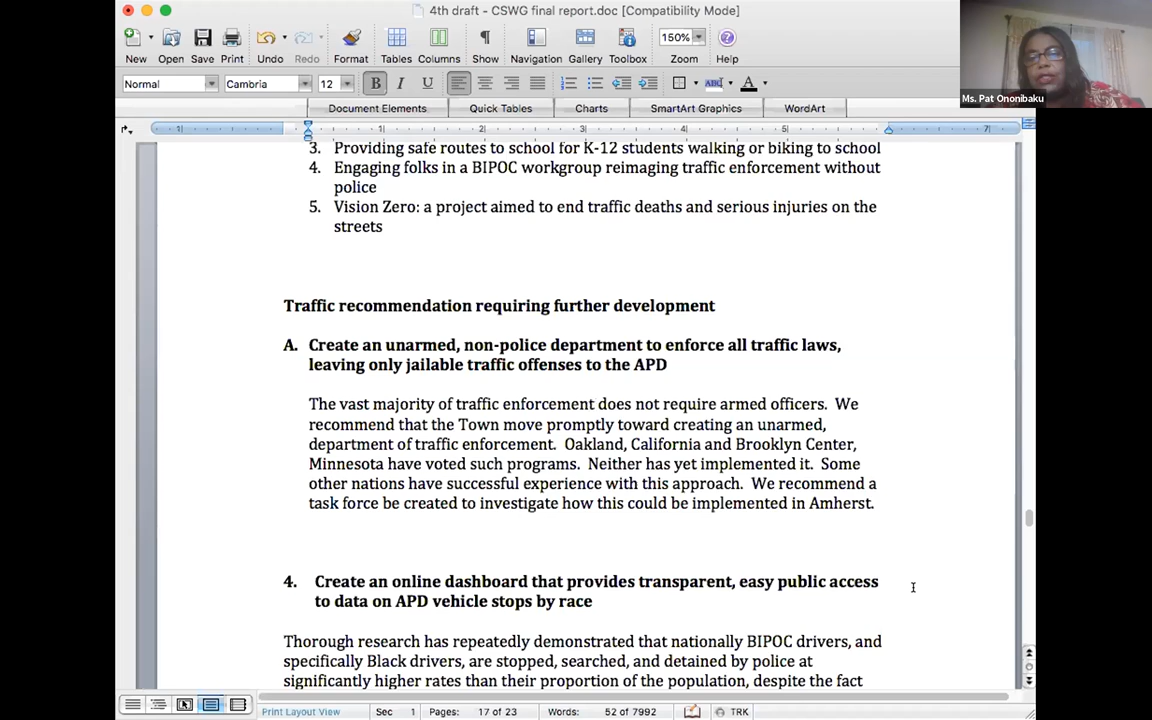 4th draft - CSWG final report.doc [Compatibility Mode]
New Open Save Print Undo Redo Format Tables Columns Show Navigation Gallery Toolbox Zoom Help
150%
Normal Cambria 12 B I U ABC A
Document Elements Quick Tables Charts SmartArt Graphics WordArt
Ms. Pat Ononibaku
1 1 2 3 4 5 7
3. Providing safe routes to school for K-12 students walking or biking to school
4. Engaging folks in a BIPOC workgroup reimaging traffic enforcement without
police
5. Vision Zero: a project aimed to end traffic deaths and serious injuries on the
streets
Traffic recommendation requiring further development
A. Create an unarmed, non-police department to enforce all traffic laws,
leaving only jailable traffic offenses to the APD
The vast majority of traffic enforcement does not require armed officers. We
recommend that the Town move promptly toward creating an unarmed,
department of traffic enforcement. Oakland, California and Brooklyn Center,
Minnesota have voted such programs. Neither has yet implemented it. Some
other nations have successful experience with this approach. We recommend a
task force be created to investigate how this could be implemented in Amherst.
4. Create an online dashboard that provides transparent, easy public access
to data on APD vehicle stops by race
Thorough research has repeatedly demonstrated that nationally BIPOC drivers, and
specifically Black drivers, are stopped, searched, and detained by police at
significantly higher rates than their proportion of the population, despite the fact
Print Layout View Sec 1 Pages: 17 of 23 Words: 52 of 7992 TRK